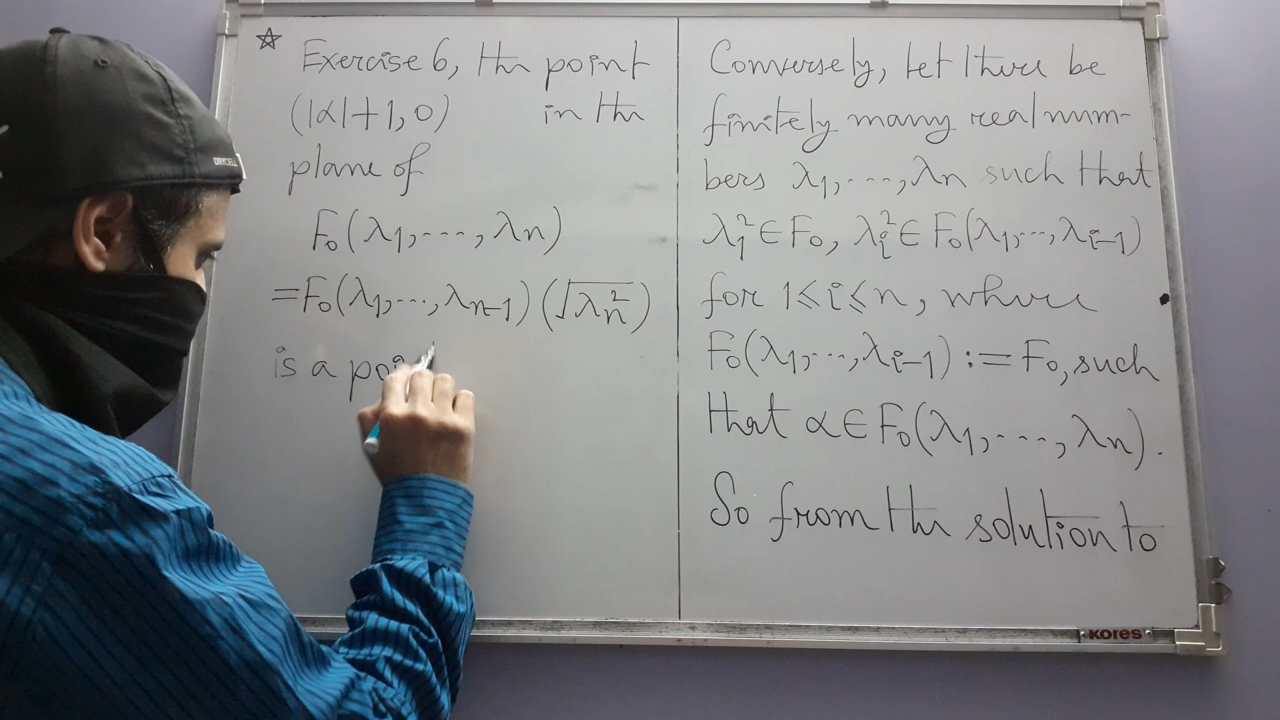 ☆ Exercise 6, the point
(|α|+1,0) in the
plane of
F₀(λ₁,...,λₙ)
=F₀(λ₁,...,λₙ₋₁)(√λₙ²)
is a poi
Conversely, let there be
finitely many real num-
bers λ₁,...,λₙ such that
λ₁²∈F₀, λᵢ²∈F₀(λ₁,...,λᵢ₋₁)
for 1≤i≤n, where
F₀(λ₁,...,λᵢ₋₁):=F₀, such
that α∈F₀(λ₁,...,λₙ).
So from the solution to
DRYCELL
KORES